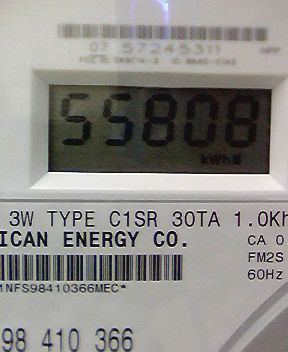 07 57245311
55808
kWh
3W TYPE C1SR 30TA 1.0Kh
ICAN ENERGY CO.
CA 0
FM2S
60Hz
1NFS98410366MEC*
98 410 366